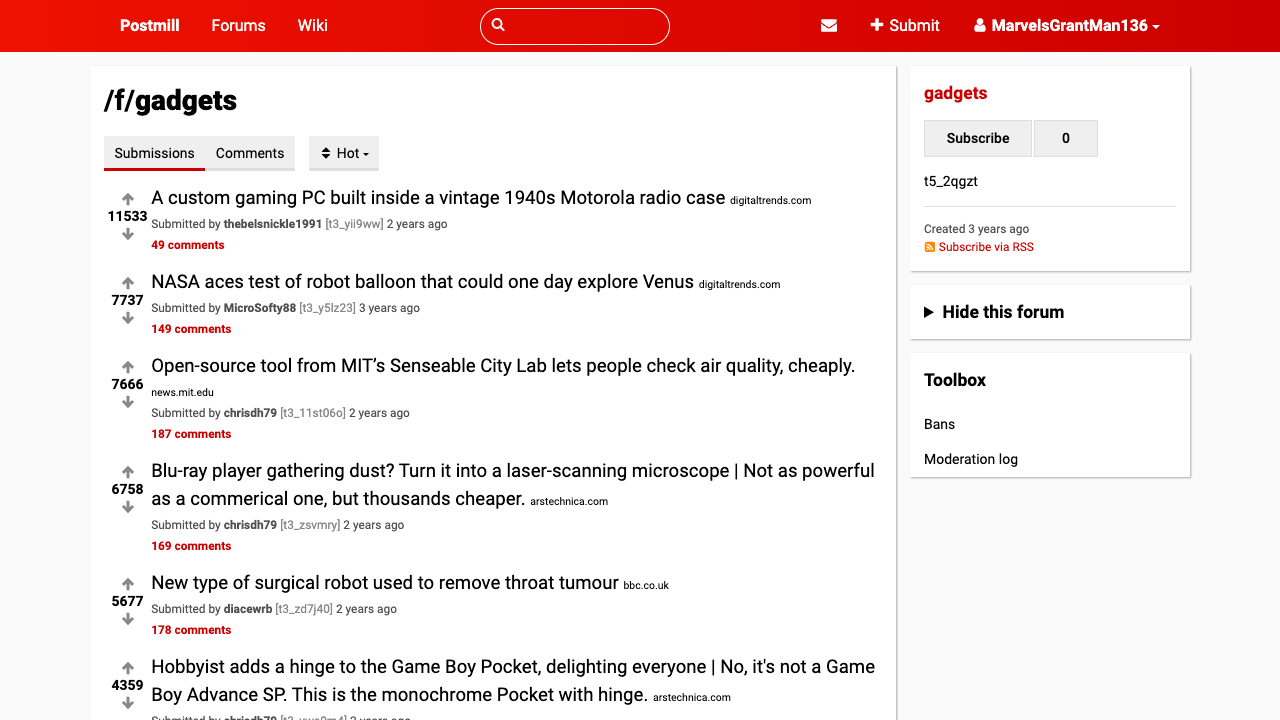 Postmill Forums Wiki Submit MarvelsGrantMan136
/f/gadgets
Submissions Comments Hot
11533
A custom gaming PC built inside a vintage 1940s Motorola radio case digitaltrends.com
Submitted by thebelsnickle1991 [t3_yii9ww] 2 years ago
49 comments
7737
NASA aces test of robot balloon that could one day explore Venus digitaltrends.com
Submitted by MicroSofty88 [t3_y5lz23] 3 years ago
149 comments
7666
Open-source tool from MIT’s Senseable City Lab lets people check air quality, cheaply.
news.mit.edu
Submitted by chrisdh79 [t3_11st06o] 2 years ago
187 comments
6758
Blu-ray player gathering dust? Turn it into a laser-scanning microscope | Not as powerful
as a commerical one, but thousands cheaper. arstechnica.com
Submitted by chrisdh79 [t3_zsvmry] 2 years ago
169 comments
5677
New type of surgical robot used to remove throat tumour bbc.co.uk
Submitted by diacewrb [t3_zd7j40] 2 years ago
178 comments
4359
Hobbyist adds a hinge to the Game Boy Pocket, delighting everyone | No, it's not a Game
Boy Advance SP. This is the monochrome Pocket with hinge. arstechnica.com
Submitted by chrisdh79
gadgets
Subscribe 0
t5_2qgzt
Created 3 years ago
Subscribe via RSS
Hide this forum
Toolbox
Bans
Moderation log